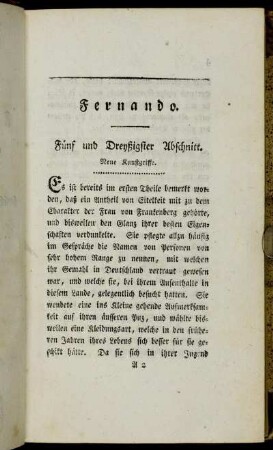 Fernando.
Fünf und Dreyßigster Abschnitt.
Neue Kunstgriffe.
Es ist bereits im ersten Theile bemerkt wor⸗
den, daß ein Antheil von Eitelkeit mit zu dem
Charakter der Frau von Frankenberg gehörte,
und bisweilen den Glanz ihrer besten Eigen⸗
schaften verdunkelte. Sie pflegte allzu häufig
im Gespräche die Namen von Personen von
sehr hohem Range zu nennen, mit welchen
ihr Gemahl in Deutschland vertraut gewesen
war, und welche sie, bei ihrem Aufenthalte in
diesem Lande, gelegentlich besucht hatten. Sie
wendete eine ins Kleine gehende Aufmerksam⸗
keit auf ihren äusseren Puz, und wählte bis⸗
weilen eine Kleidungsart, welche in den frühe⸗
ren Jahren ihres Lebens sich besser für sie ge⸗
schikt hätte. Da sie sich in ihrer Jugend
A 2